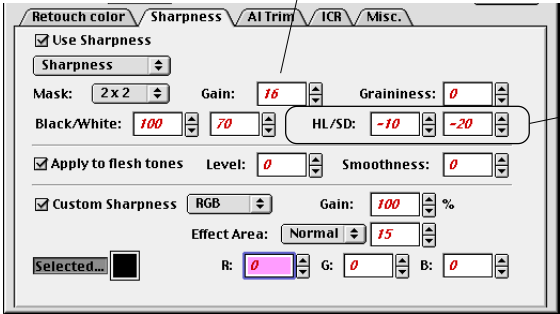 Retouch color Sharpness AI Trim ICR Misc.
Use Sharpness
Sharpness
Mask: 2 x 2 Gain: 16 Graininess: 0
Black/White: 100 70 HL/SD: -10 -20
Apply to flesh tones Level: 0 Smoothness: 0
Custom Sharpness RGB Gain: 100 %
Effect Area: Normal 15
Selected... R: 0 G: 0 B: 0